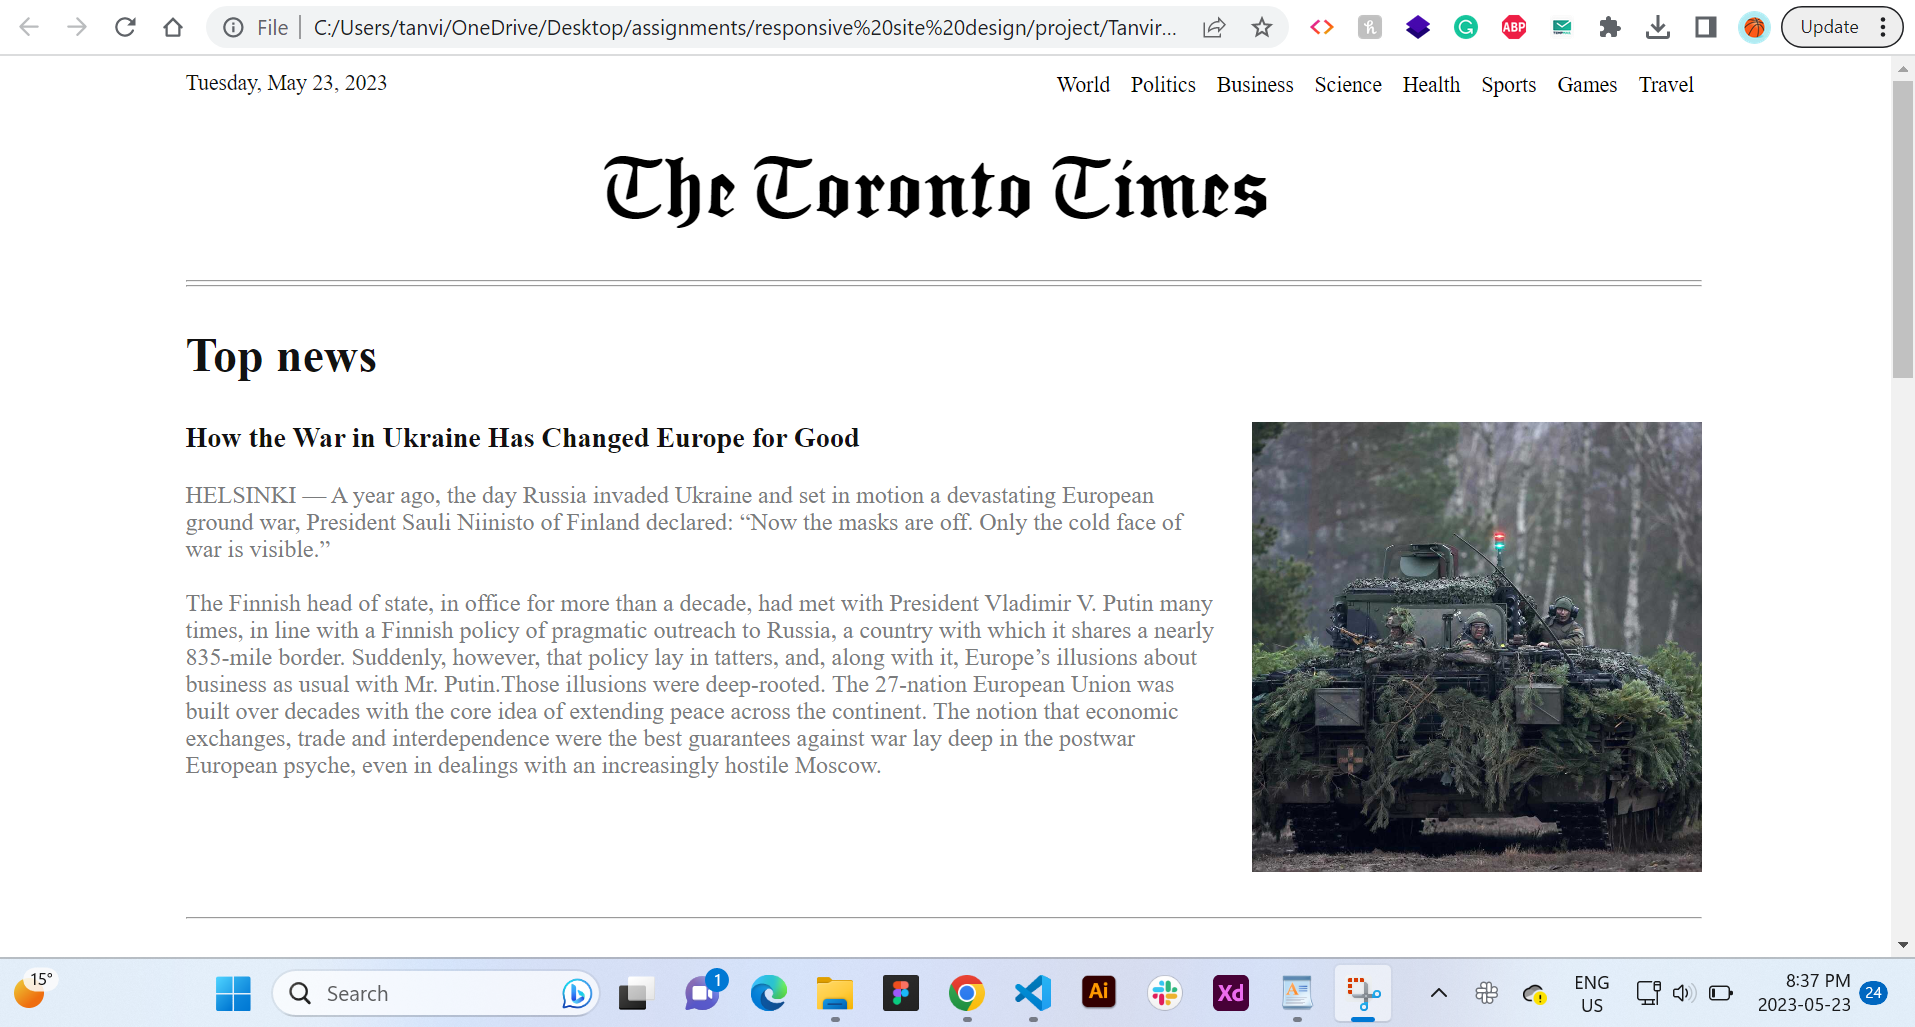 File
C:/Users/tanvi/OneDrive/Desktop/assignments/responsive%20site%20design/project/Tanvir...
ABP
Update
Tuesday, May 23, 2023
World Politics Business Science Health Sports Games Travel
The Toronto Times
Top news
How the War in Ukraine Has Changed Europe for Good
HELSINKI — A year ago, the day Russia invaded Ukraine and set in motion a devastating European
ground war, President Sauli Niinisto of Finland declared: “Now the masks are off. Only the cold face of
war is visible.”
The Finnish head of state, in office for more than a decade, had met with President Vladimir V. Putin many
times, in line with a Finnish policy of pragmatic outreach to Russia, a country with which it shares a nearly
835-mile border. Suddenly, however, that policy lay in tatters, and, along with it, Europe’s illusions about
business as usual with Mr. Putin.Those illusions were deep-rooted. The 27-nation European Union was
built over decades with the core idea of extending peace across the continent. The notion that economic
exchanges, trade and interdependence were the best guarantees against war lay deep in the postwar
European psyche, even in dealings with an increasingly hostile Moscow.
15°
Search
1
Ai
Xd
ENG
US
8:37 PM
2023-05-23
24